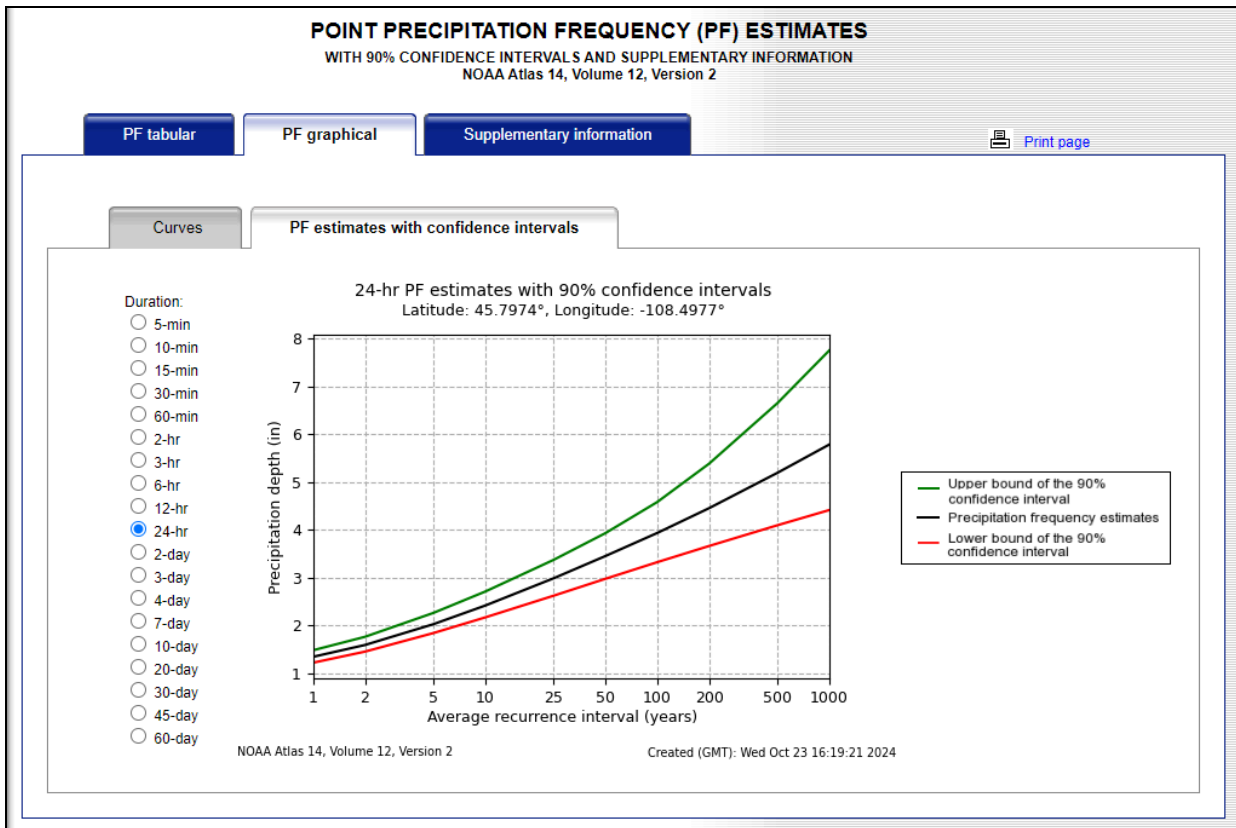 POINT PRECIPITATION FREQUENCY (PF) ESTIMATES
WITH 90% CONFIDENCE INTERVALS AND SUPPLEMENTARY INFORMATION
NOAA Atlas 14, Volume 12, Version 2
PF tabular
PF graphical
Supplementary information
Print page
Curves
PF estimates with confidence intervals
Duration:
5-min
10-min
15-min
30-min
60-min
2-hr
3-hr
6-hr
12-hr
24-hr
2-day
3-day
4-day
7-day
10-day
20-day
30-day
45-day
60-day
24-hr PF estimates with 90% confidence intervals
Latitude: 45.7974°, Longitude: -108.4977°
Precipitation depth (in)
8
7
6
5
4
3
2
1
1 2 5 10 25 50 100 200 500 1000
Average recurrence interval (years)
Upper bound of the 90%
confidence interval
Precipitation frequency estimates
Lower bound of the 90%
confidence interval
NOAA Atlas 14, Volume 12, Version 2
Created (GMT): Wed Oct 23 16:19:21 2024